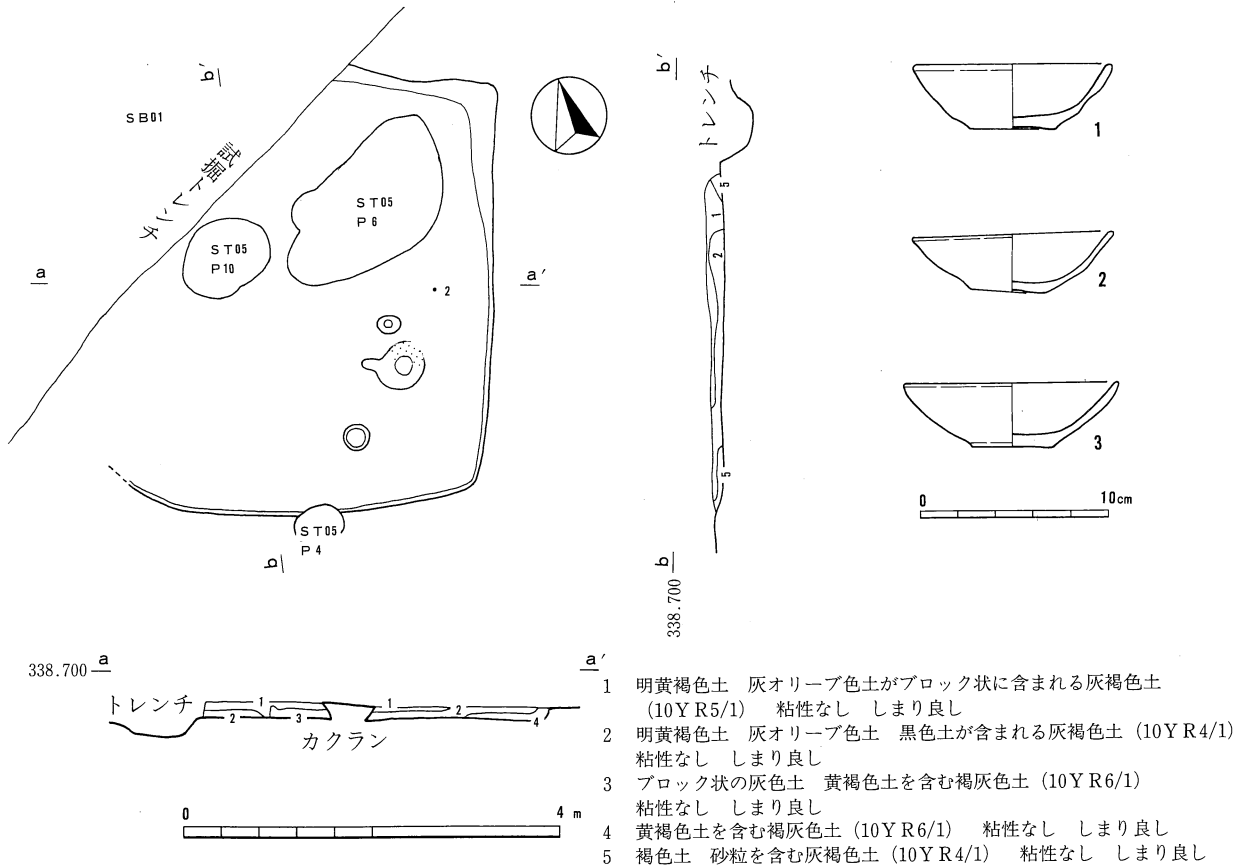 b′
SB01
試掘トレンチ
ST05
P6
ST05
P10
a
a′
2
ST05
P4
b
b′
トレンチ
5
1
2
5
b
338.700
1
2
3
0 10cm
338.700 a a′
トレンチ 1 1 2
2 3 4
カクラン
0 4 m
1 明黄褐色土 灰オリーブ色土がブロック状に含まれる灰褐色土
(10YR5/1) 粘性なし しまり良し
2 明黄褐色土 灰オリーブ色土 黒色土が含まれる灰褐色土 (10YR4/1)
粘性なし しまり良し
3 ブロック状の灰色土 黄褐色土を含む褐灰色土 (10YR6/1)
粘性なし しまり良し
4 黄褐色土を含む褐灰色土 (10YR6/1) 粘性なし しまり良し
5 褐色土 砂粒を含む灰褐色土 (10YR4/1) 粘性なし しまり良し